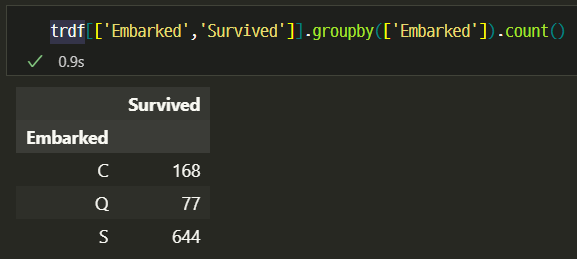 trdf[['Embarked','Survived']].groupby(['Embarked']).count()
0.9s
Survived
Embarked
C 168
Q 77
S 644